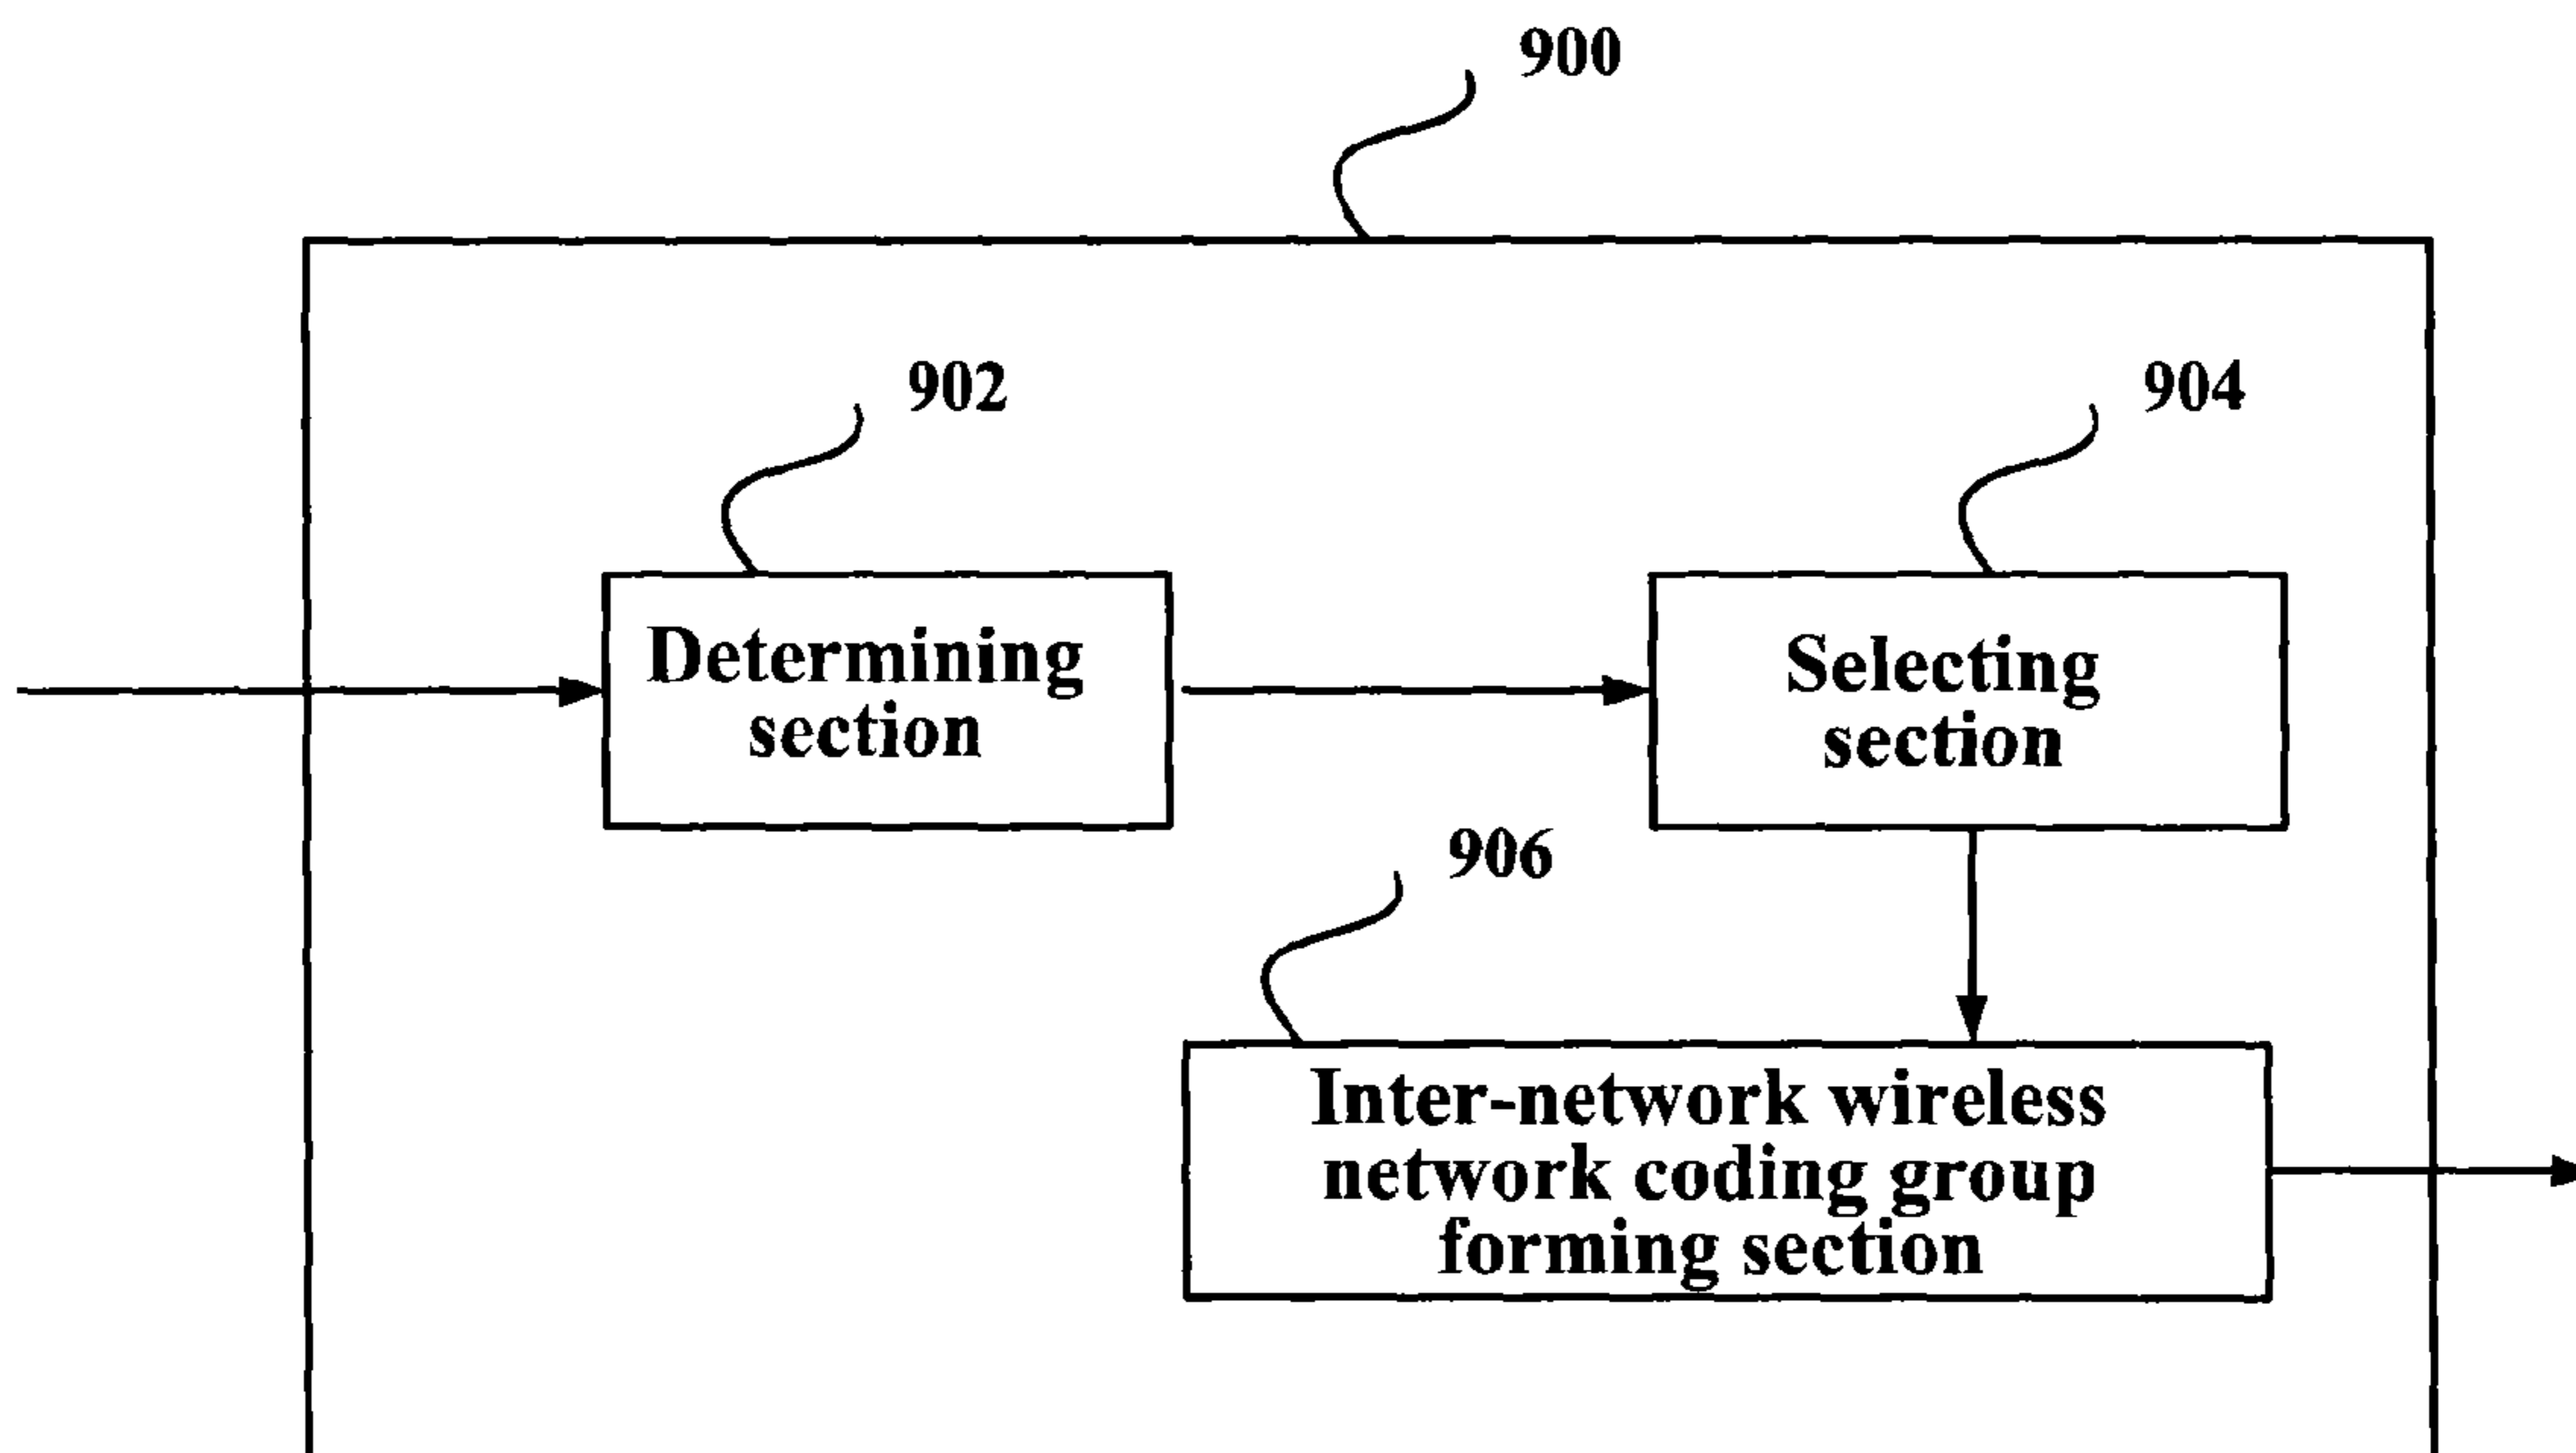 900
902
904
Determining
section
Selecting
section
906
Inter-network wireless
network coding group
forming section